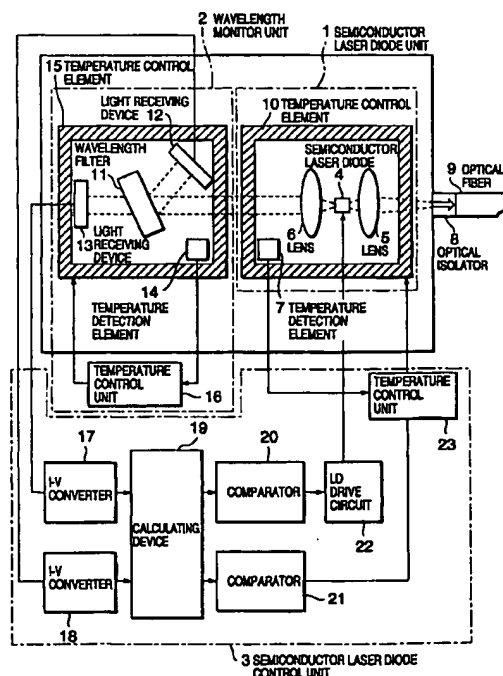 2 WAVELENGTH
MONITOR UNIT
1 SEMICONDUCTOR
LASER DIODE UNIT
15 TEMPERATURE CONTROL
ELEMENT
LIGHT RECEIVING
DEVICE
12
10 TEMPERATURE CONTROL
ELEMENT
WAVELENGTH
FILTER
11
SEMICONDUCTOR
LASER DIODE
4
9 OPTICAL
FIBER
6
LENS
5
LENS
8
OPTICAL
ISOLATOR
13
LIGHT
RECEIVING
DEVICE
14
7
TEMPERATURE
DETECTION
ELEMENT
TEMPERATURE
DETECTION
ELEMENT
TEMPERATURE
CONTROL
UNIT
16
TEMPERATURE
CONTROL
UNIT
23
17
I-V
CONVERTER
19
CALCULATING
DEVICE
20
COMPARATOR
LD
DRIVE
CIRCUIT
22
I-V
CONVERTER
18
COMPARATOR
21
3 SEMICONDUCTOR LASER DIODE
CONTROL UNIT